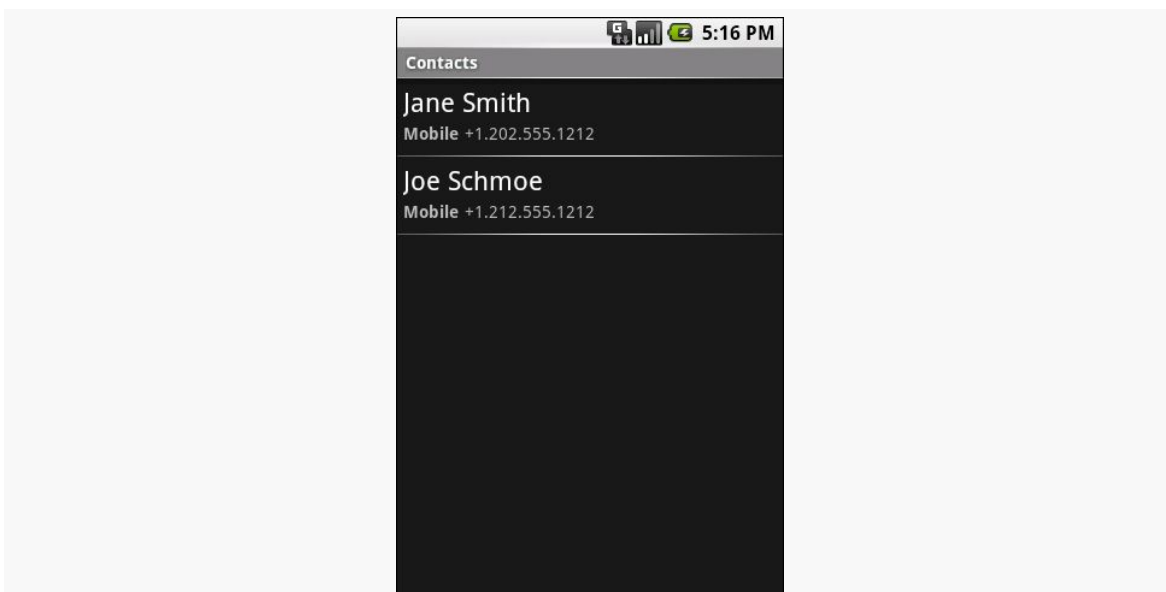 G
5:16 PM
Contacts
Jane Smith
Mobile +1.202.555.1212
Joe Schmoe
Mobile +1.212.555.1212